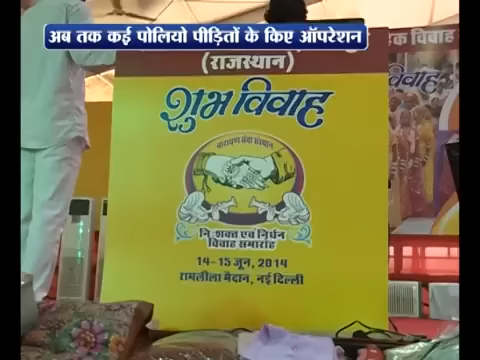 अब तक कई पोलियो पीड़ितों के किए ऑपरेशन
(राजस्थान)
शुभ विवाह
नारायण सेवा संस्थान
निःशक्त एवं निर्धन
विवाह समारोह
14-15 जून, 2014
रामलीला मैदान, नई दिल्ली
विवाह
विवाह